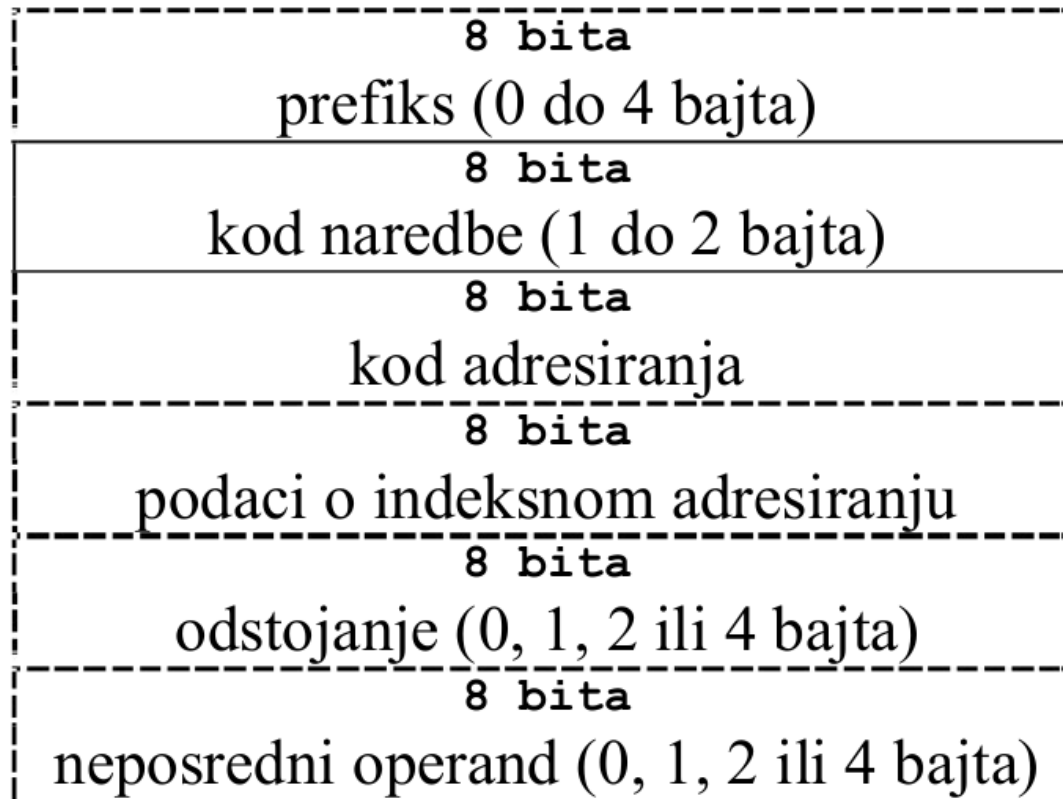 8 bita
prefiks (0 do 4 bajta)
8 bita
kod naredbe (1 do 2 bajta)
8 bita
kod adresiranja
8 bita
podaci o indeksnom adresiranju
8 bita
odstojanje (0, 1, 2 ili 4 bajta)
8 bita
neposredni operand (0, 1, 2 ili 4 bajta)